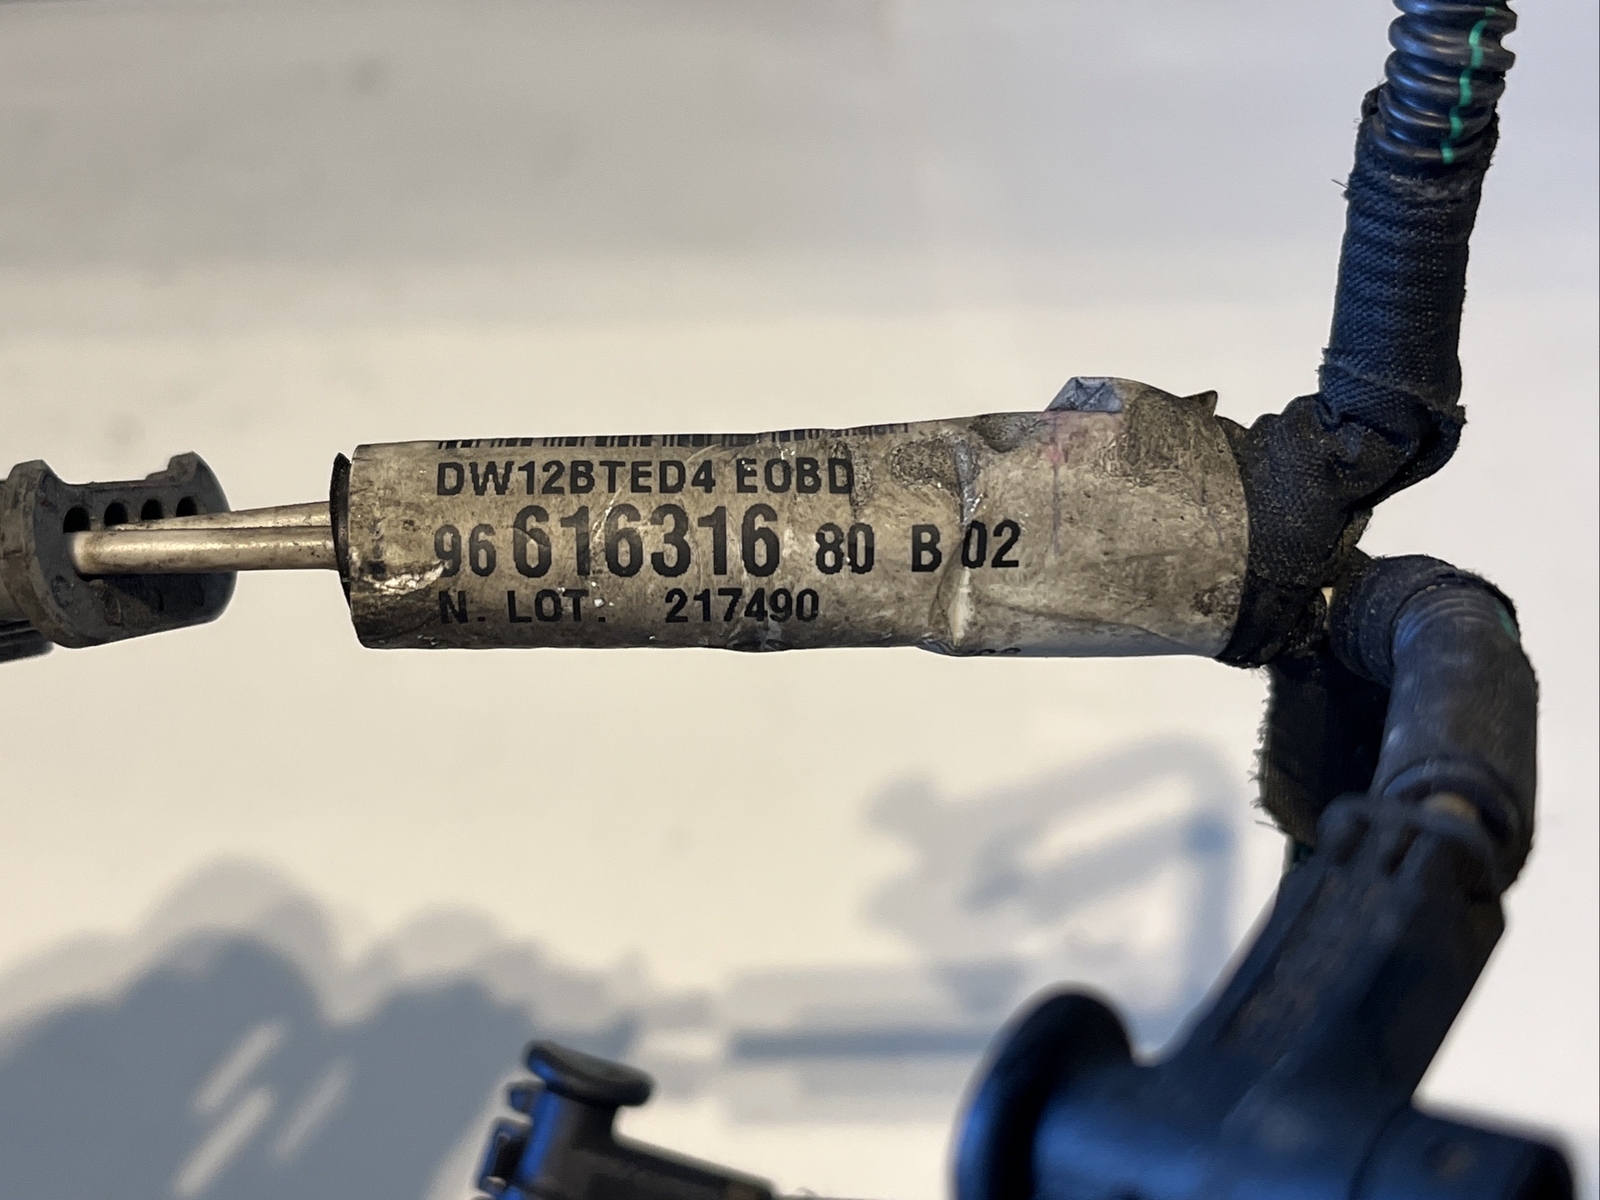 DW12BTED4 EOBD
96 616316 80 B 02
N. LOT. 217490